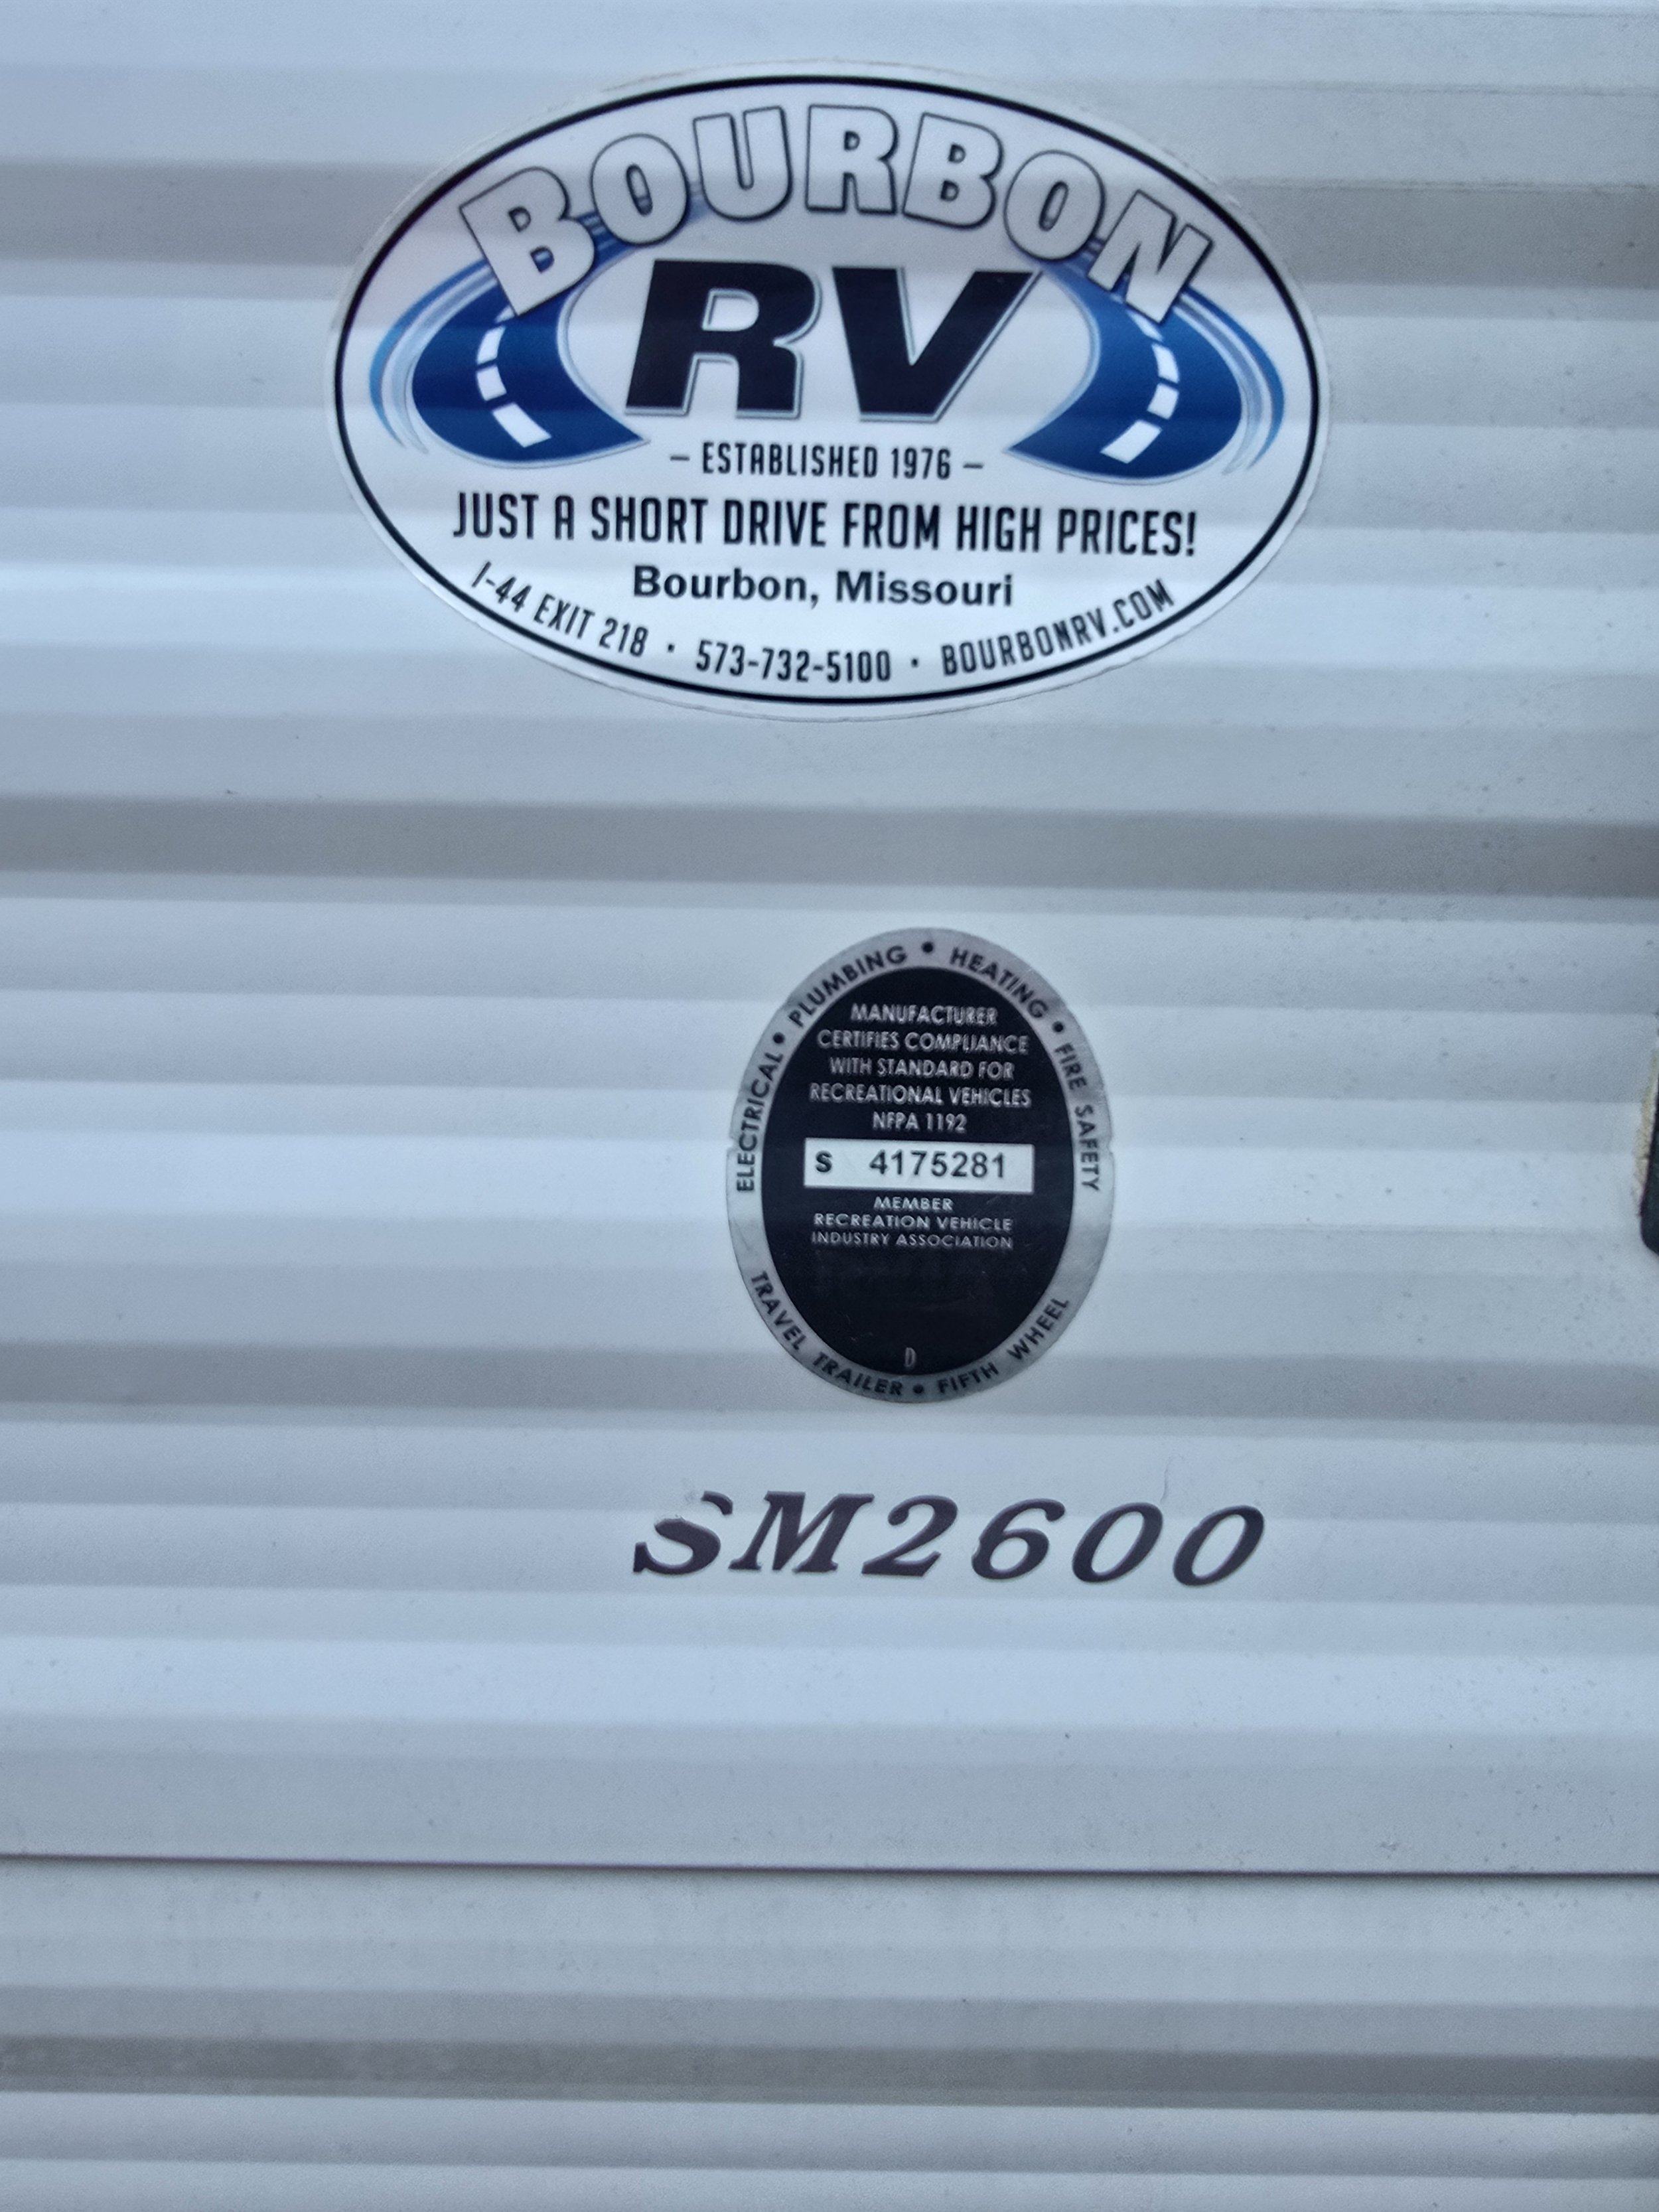 BOURBON
RV
– ESTABLISHED 1976 –
JUST A SHORT DRIVE FROM HIGH PRICES!
Bourbon, Missouri
I-44 EXIT 218 • 573-732-5100 • BOURBONRV.COM
ELECTRICAL • PLUMBING • HEATING • FIRE SAFETY
MANUFACTURER
CERTIFIES COMPLIANCE
WITH STANDARD FOR
RECREATIONAL VEHICLES
NFPA 1192
S 4175281
MEMBER
RECREATION VEHICLE
INDUSTRY ASSOCIATION
D
TRAVEL TRAILER • FIFTH WHEEL
SM2600